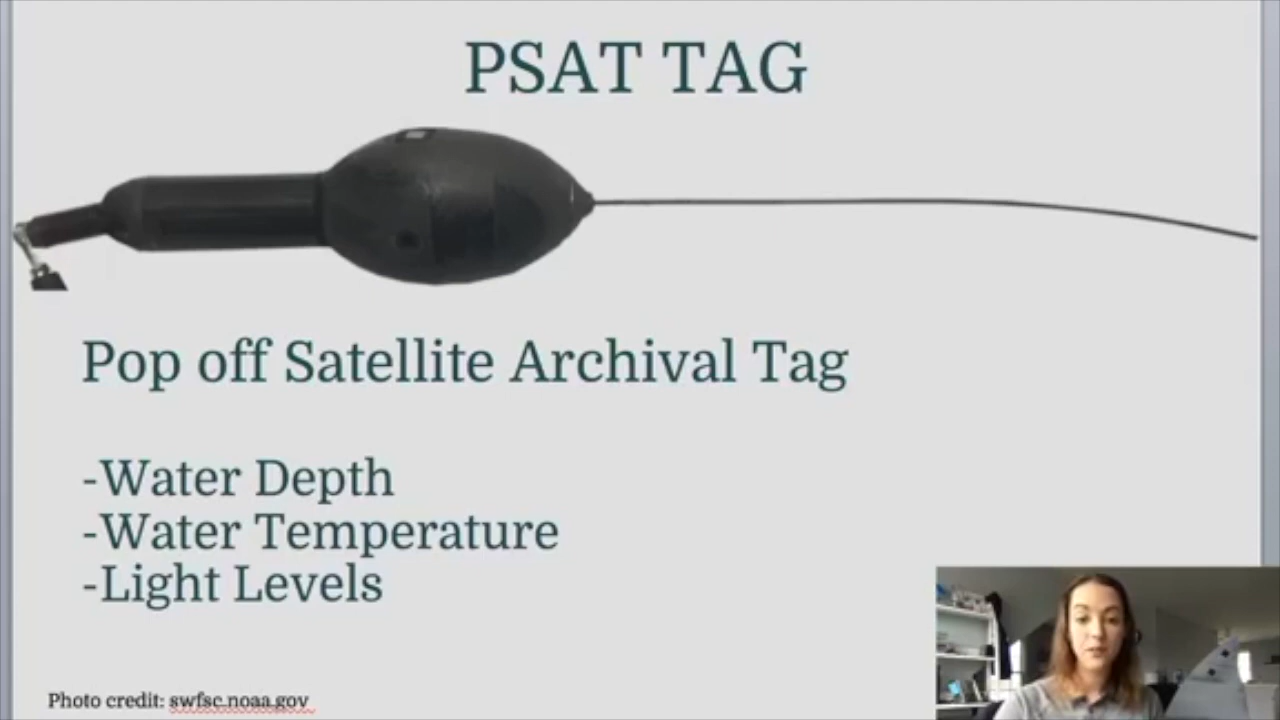 PSAT TAG
Pop off Satellite Archival Tag
-Water Depth
-Water Temperature
-Light Levels
Photo credit: swfsc.noaa.gov